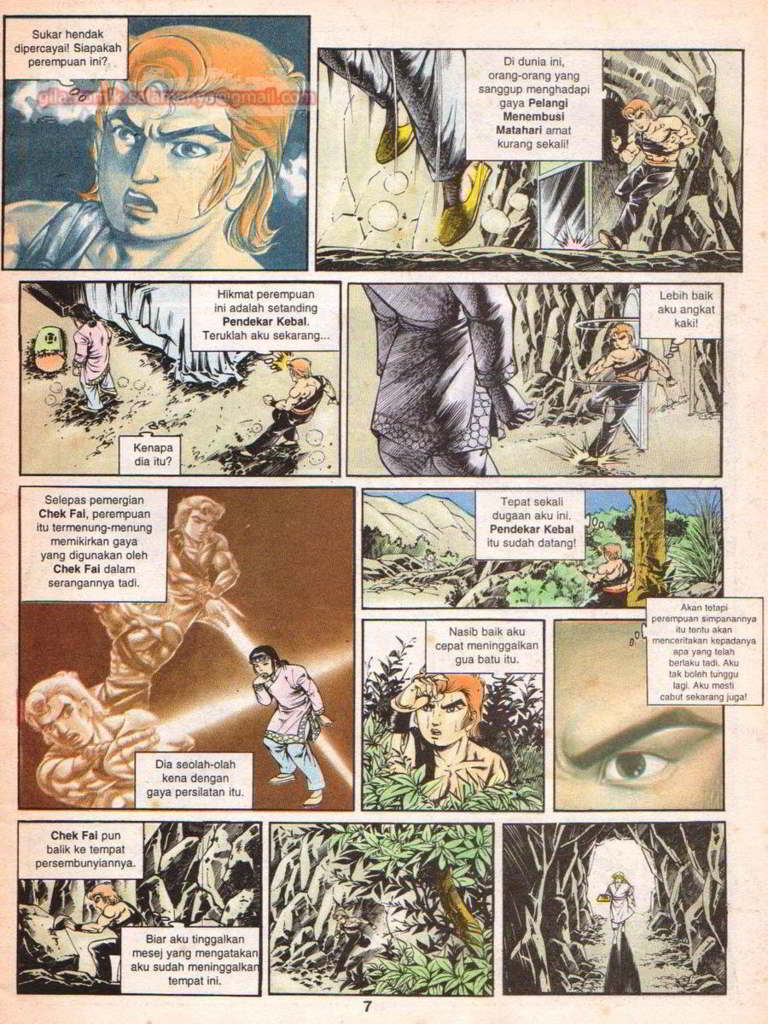 Sukar hendak
dipercayai! Siapakah
perempuan ini?
Di dunia ini,
orang-orang yang
sanggup menghadapi
gaya Pelangi
Menembusi
Matahari amat
kurang sekali!
Hikmat perempuan
ini adalah setanding
Pendekar Kebal.
Teruklah aku sekarang...
Kenapa
dia itu?
Lebih baik
aku angkat
kaki!
Selepas pemergian
Chek Fai, perempuan
itu termenung-menung
memikirkan gaya
yang digunakan oleh
Chek Fai dalam
serangannya tadi.
Dia seolah-olah
kena dengan
gaya persilatan itu.
Tepat sekali
dugaan aku ini.
Pendekar Kebal
itu sudah datang!
Nasib baik aku
cepat meninggalkan
gua batu itu.
Akan tetapi
perempuan simpanannya
itu tentu akan
menceritakan kepadanya
apa yang telah
berlaku tadi. Aku
tak boleh tunggu
lagi. Aku mesti
cabut sekarang juga!
Chek Fai pun
balik ke tempat
persembunyiannya.
Biar aku tinggalkan
mesej yang mengatakan
aku sudah meninggalkan
tempat ini.
7